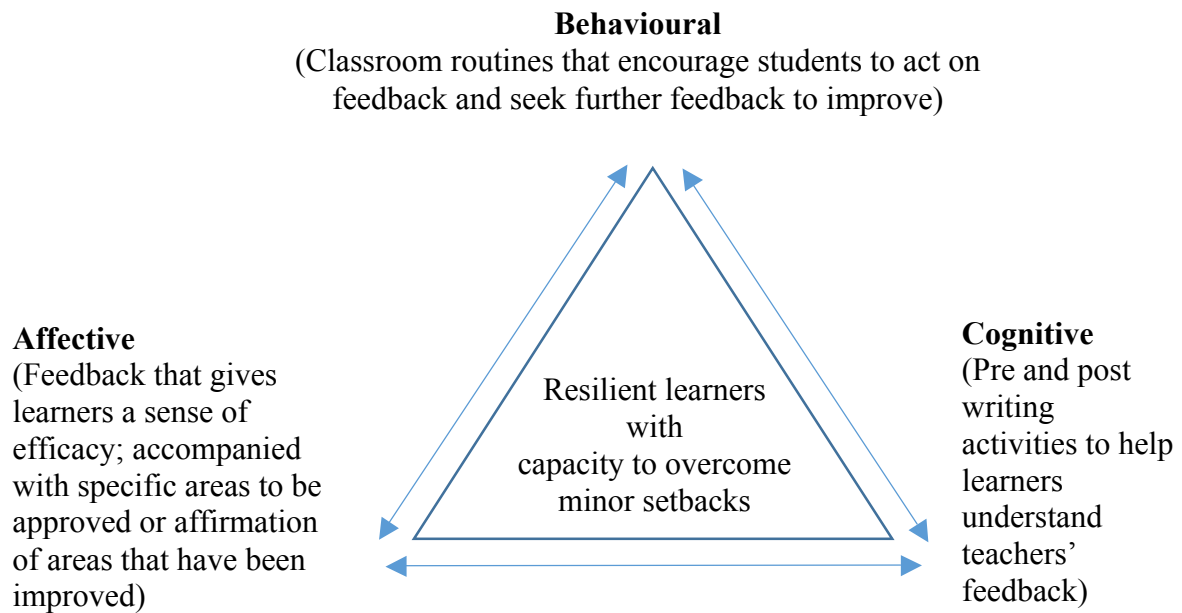 Behavioural
(Classroom routines that encourage students to act on
feedback and seek further feedback to improve)
Affective
(Feedback that gives
learners a sense of
efficacy; accompanied
with specific areas to be
approved or affirmation
of areas that have been
improved)
Resilient learners
with
capacity to overcome
minor setbacks
Cognitive
(Pre and post
writing
activities to help
learners
understand
teachers’
feedback)